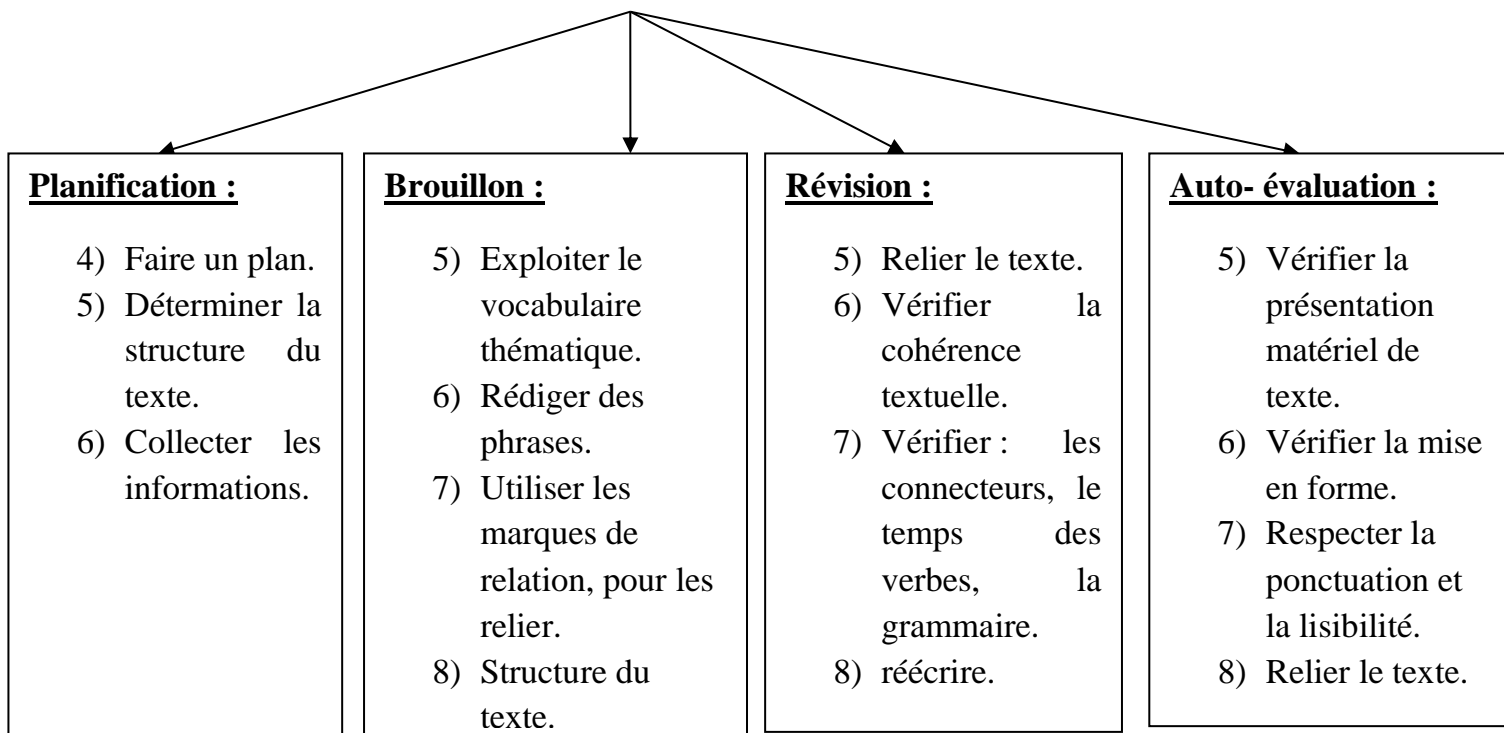 Planification :
4) Faire un plan.
5) Déterminer la
structure du
texte.
6) Collecter les
informations.
Brouillon :
5) Exploiter le
vocabulaire
thématique.
6) Rédiger des
phrases.
7) Utiliser les
marques de
relation, pour les
relier.
8) Structure du
texte.
Révision :
5) Relier le texte.
6) Vérifier la
cohérence
textuelle.
7) Vérifier : les
connecteurs, le
temps des
verbes, la
grammaire.
8) réécrire.
Auto- évaluation :
5) Vérifier la
présentation
matériel de
texte.
6) Vérifier la mise
en forme.
7) Respecter la
ponctuation et
la lisibilité.
8) Relier le texte.